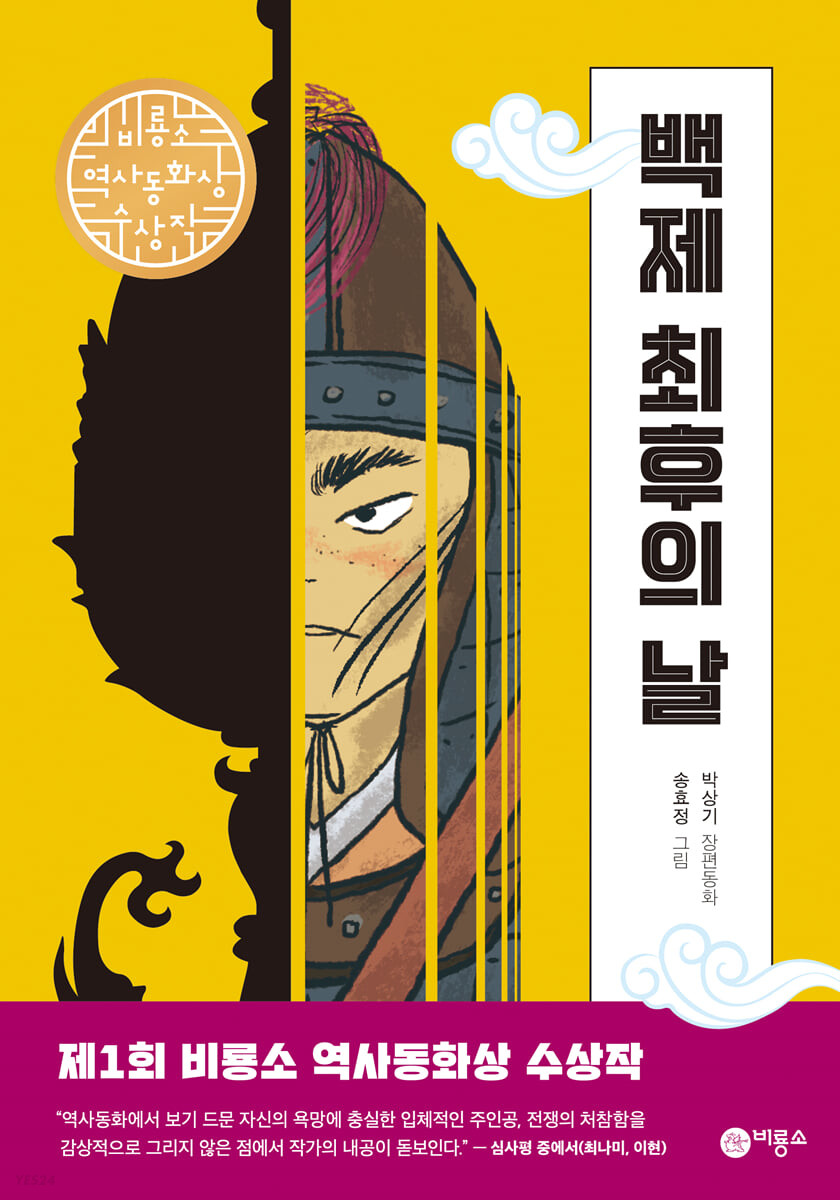 비룡소
역사동화상
수상작
백제 최후의 날
박상기 장편동화
송효정 그림
제1회 비룡소 역사동화상 수상작
“역사동화에서 보기 드문 자신의 욕망에 충실한 입체적인 주인공, 전쟁의 처참함을
감상적으로 그리지 않은 점에서 작가의 내공이 돋보인다.” – 심사평 중에서(최나미, 이현)
비룡소
YES24